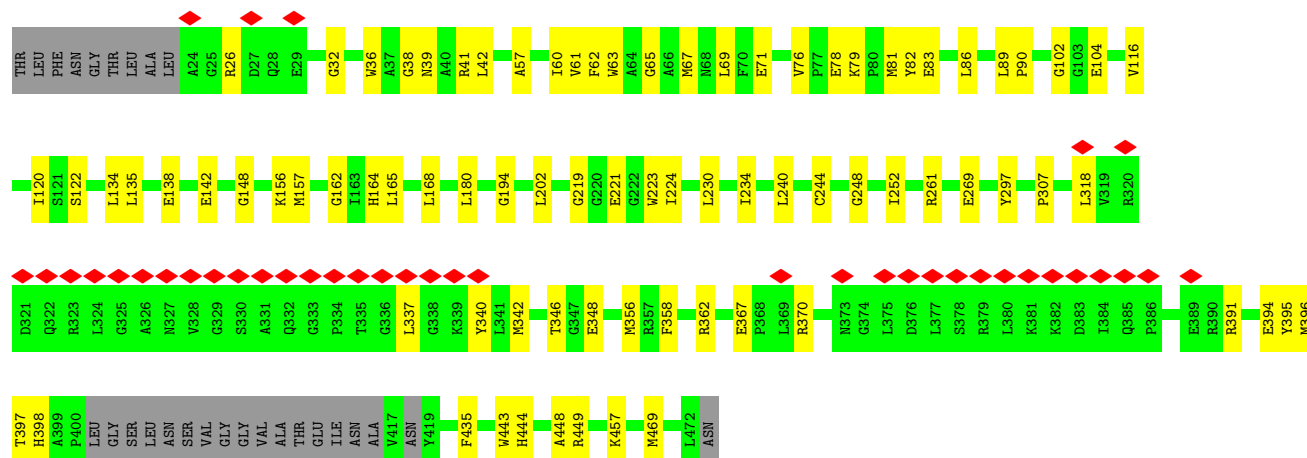 THR LEU PHE ASN GLY THR LEU ALA LEU A24 G25 R26 D27 Q28 E29 G32 W36 A37 G38 N39 A40 R41 L42 A57 I60 V61 F62 W63 A64 G65 A66 M67 N68 L69 F70 E71 V76 P77 E78 K79 P80 M81 Y82 E83 L86 L89 P90 G102 G103 E104 V116
I120 S121 S122 L134 L135 E138 E142 G148 K156 M157 G162 I163 H164 L165 L168 L180 G194 L202 G219 G220 E221 G222 W223 I224 L230 I234 L240 C244 G248 I252 R261 E269 Y297 P307 L318 V319 R320
D321 Q322 R323 L324 G325 A326 N327 V328 G329 S330 A331 Q332 G333 P334 T335 G336 L337 G338 K339 Y340 L341 M342 T346 G347 E348 M356 R357 F358 R362 E367 P368 L369 R370 N373 G374 L375 D376 L377 S378 R379 L380 K381 K382 D383 I384 Q385 P386 E389 R390 R391 E394 Y395 M396
T397 H398 A399 P400 LEU GLY SER LEU ASN SER VAL GLY GLY VAL ALA THR GLU ILE ASN ALA V417 ASN Y419 F435 W443 H444 A448 R449 K457 M469 L472 ASN